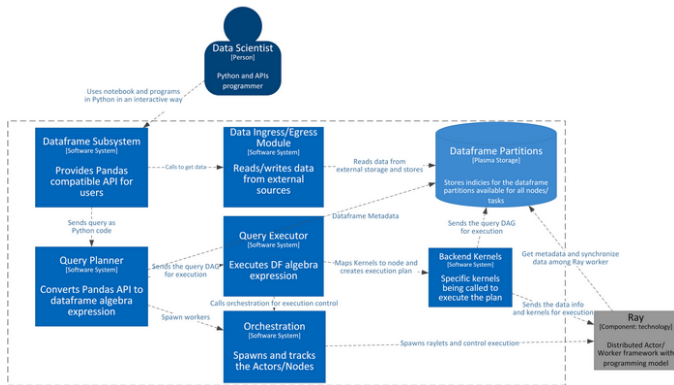 Data Scientist
[Person]
Python and APIs
programmer
Uses notebook and programs
in Python in an interactive way
Dataframe Subsystem
[Software System]
Provides Pandas
compatible API for
users
Calls to get data
Data Ingress/Egress
Module
[Software System]
Reads/writes data
from external
sources
Reads data from
external storage and stores
Dataframe Partitions
[Plasma Storage]
Stores indicies for the dataframe
partitions available for all nodes/
tasks
Sends query as
Python code
Dataframe Metadata
Query Planner
[Software System]
Converts Pandas API to
dataframe algebra
expression
Sends the query DAG
for execution
Query Executor
[Software System]
Executes DF algebra
expression
Maps Kernels to node and
creates execution plan
Sends the query DAG
for execution
Backend Kernels
[Software System]
Specific kernels
being called to
execute the plan
Get metadata and synchronize
data among Ray worker
Sends the data info
and kernels for execution
Calls orchestration for execution control
Spawn workers
Orchestration
[Software System]
Spawns and tracks
the Actors/Nodes
Spawns raylets and control execution
Ray
[Component: technology]
Distributed Actor/
Worker framework with
programming model